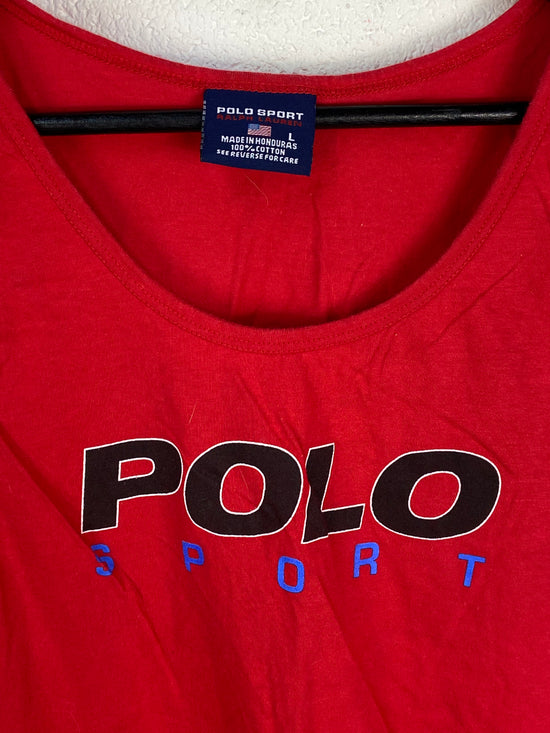 POLO SPORT
RALPH LAUREN
L
MADE IN HONDURAS
100% COTTON
SEE REVERSE FOR CARE
POLO
SPORT